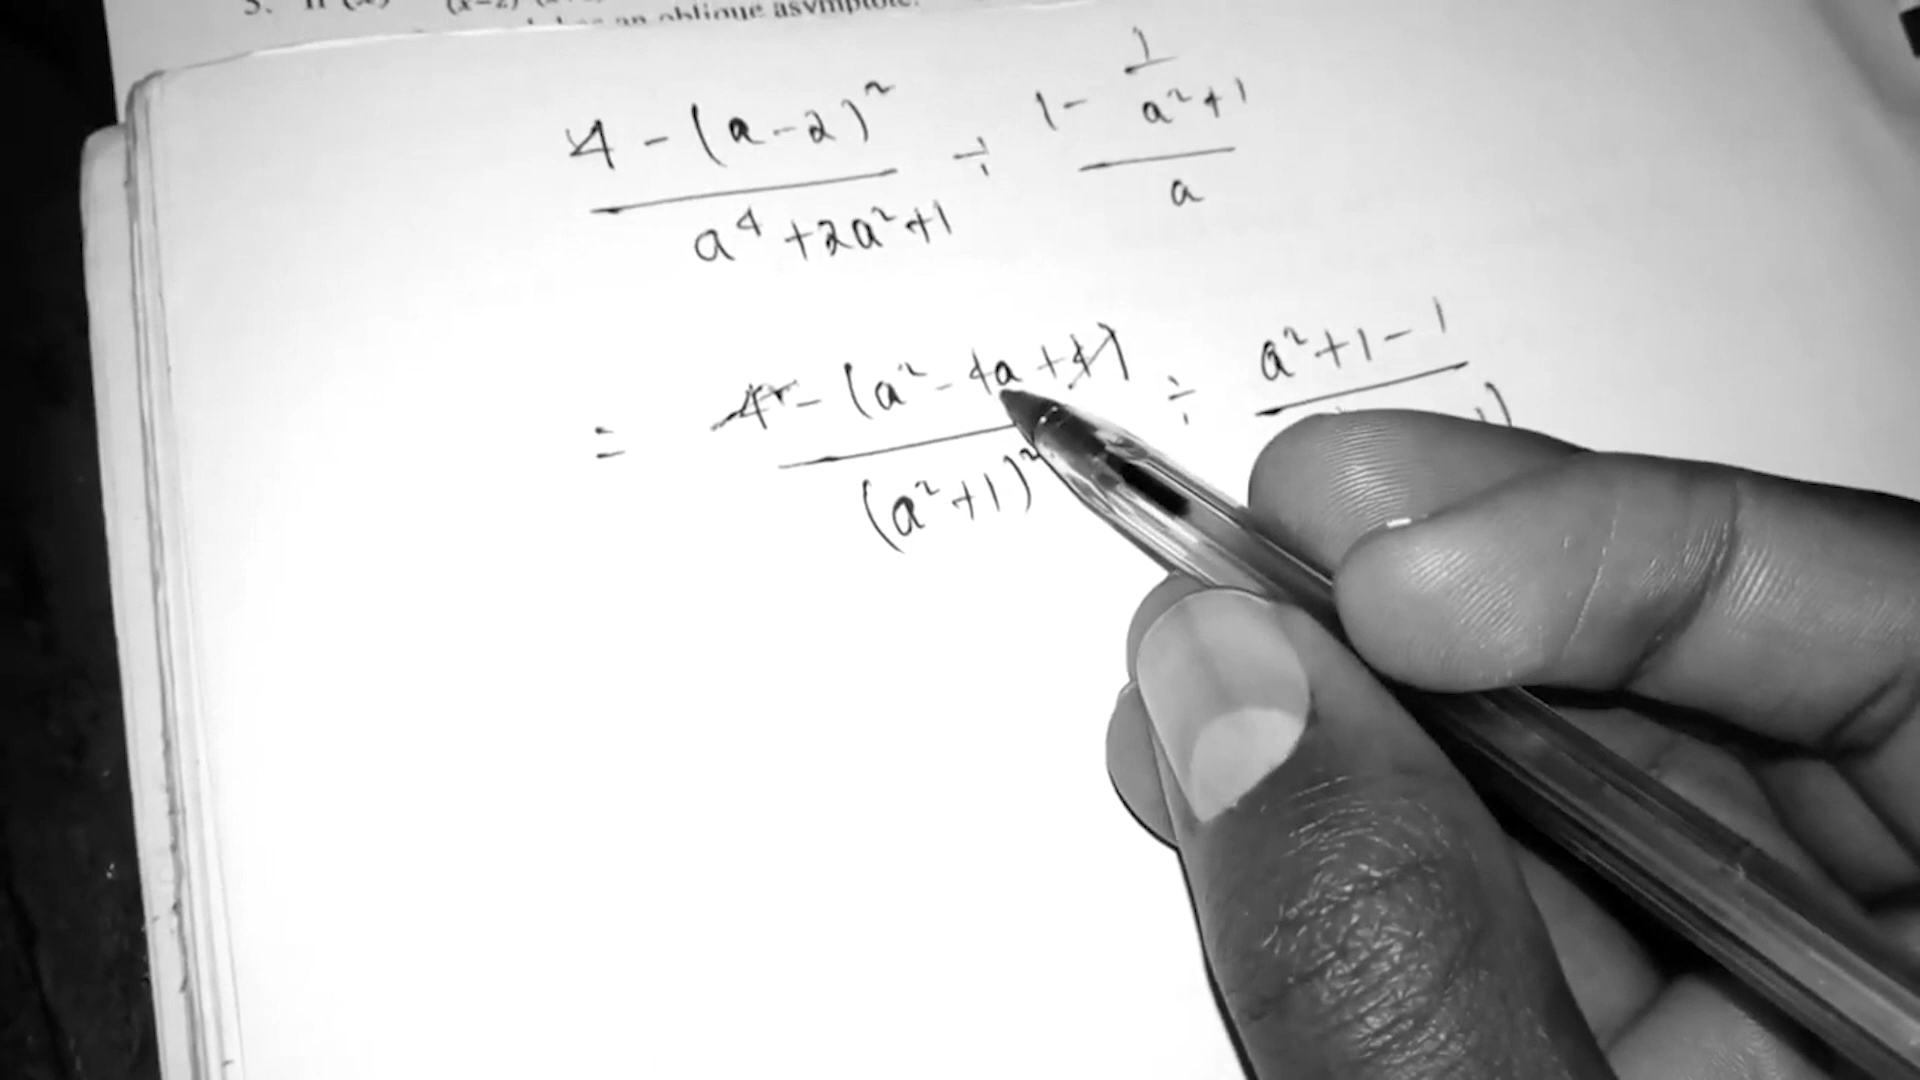 an oblique asymptote.
4 - (a-2)² / a⁴+2a²+1 ÷ 1 - 1/a²+1 / a
= 4 - (a² - 4a + 4) / (a²+1)² ÷ a²+1-1